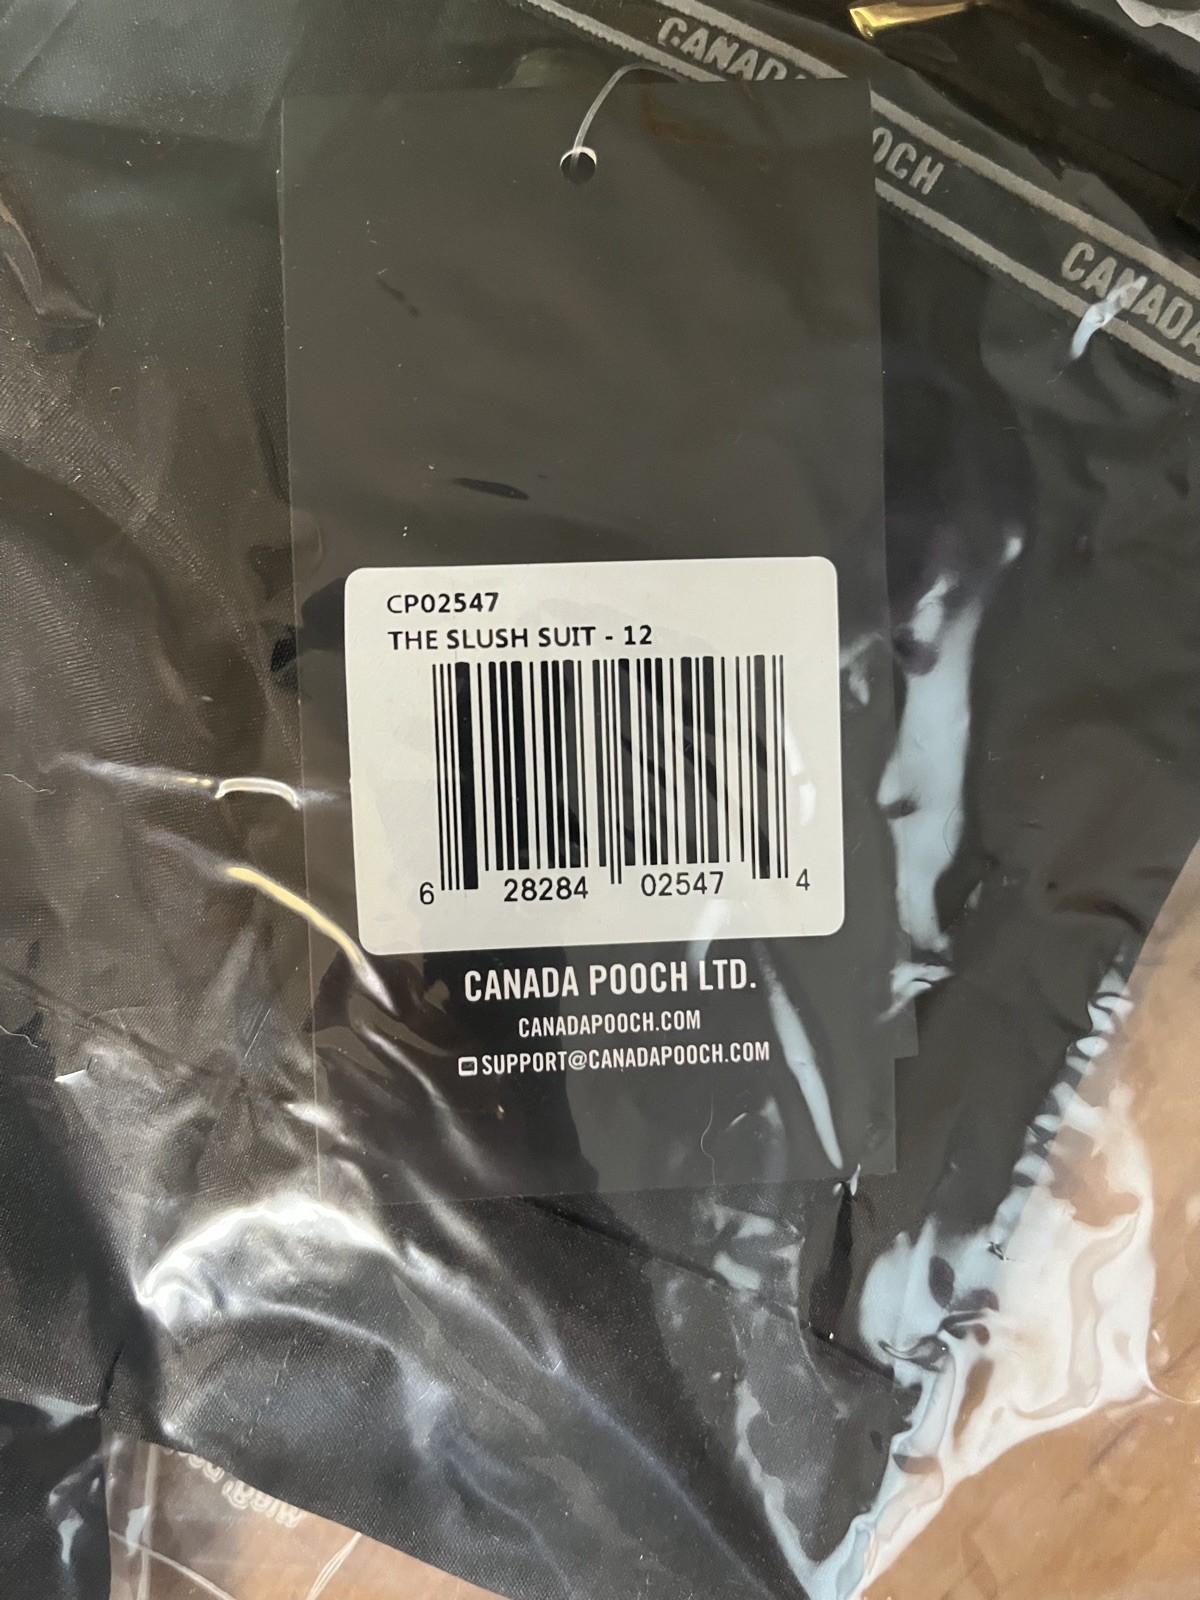 CANADA
POOCH
CANADA
CP02547
THE SLUSH SUIT - 12
6 28284 02547 4
CANADA POOCH LTD.
CANADAPOOCH.COM
SUPPORT@CANADAPOOCH.COM